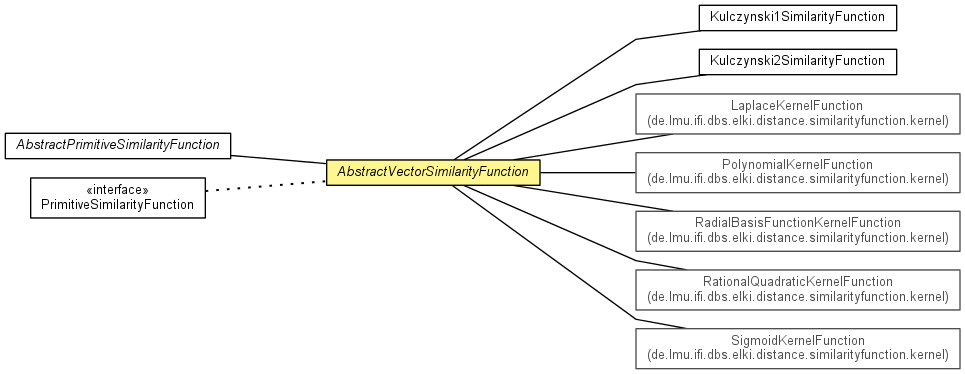 Kulczynski1SimilarityFunction
Kulczynski2SimilarityFunction
LaplaceKernelFunction
(de.lmu.ifi.dbs.elki.distance.similarityfunction.kernel)
AbstractPrimitiveSimilarityFunction
AbstractVectorSimilarityFunction
PolynomialKernelFunction
(de.lmu.ifi.dbs.elki.distance.similarityfunction.kernel)
«interface»
PrimitiveSimilarityFunction
RadialBasisFunctionKernelFunction
(de.lmu.ifi.dbs.elki.distance.similarityfunction.kernel)
RationalQuadraticKernelFunction
(de.lmu.ifi.dbs.elki.distance.similarityfunction.kernel)
SigmoidKernelFunction
(de.lmu.ifi.dbs.elki.distance.similarityfunction.kernel)